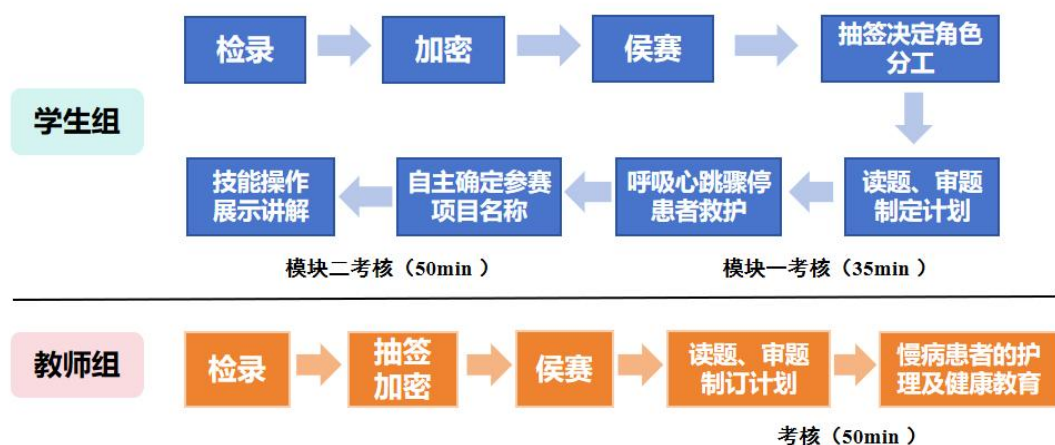 检录
加密
侯赛
抽签决定角色
分工
学生组
技能操作
展示讲解
自主确定参赛
项目名称
呼吸心跳骤停
患者救护
读题、审题
制定计划
模块二考核（50min ）
模块一考核（35min ）
教师组
检录
抽签
加密
侯赛
读题、审题
制订计划
慢病患者的护
理及健康教育
考核（50min ）